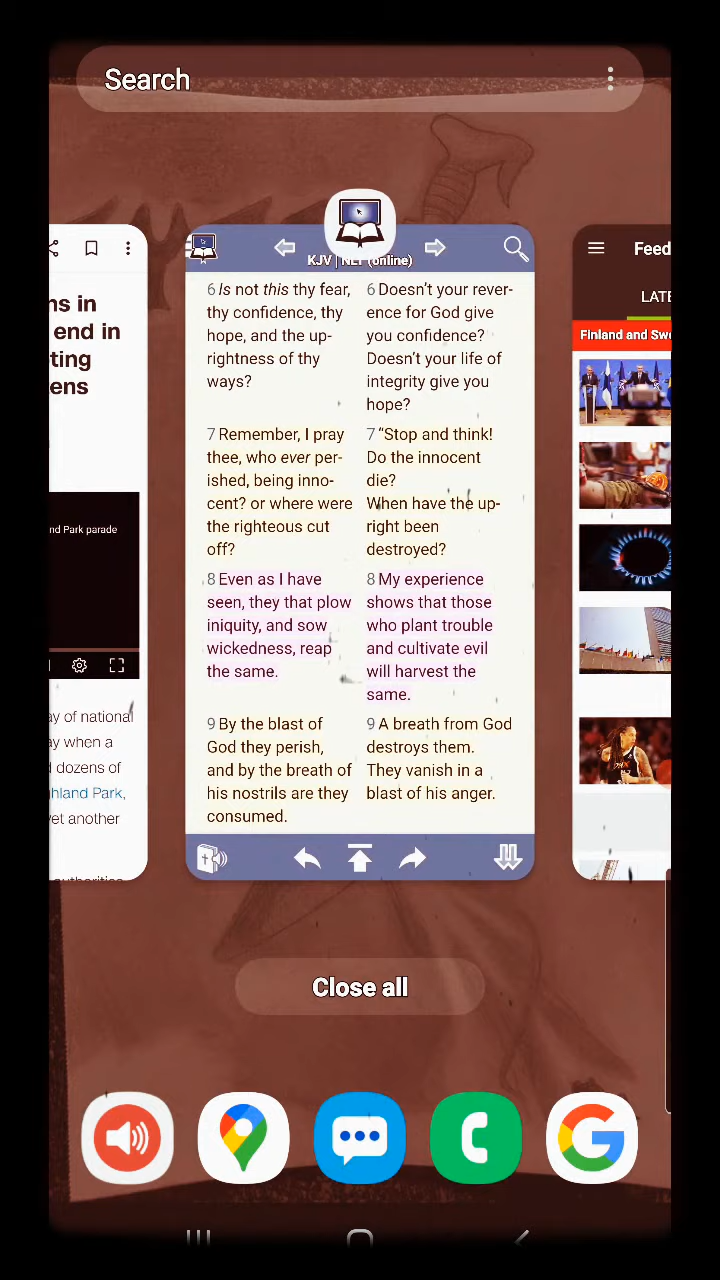 Search
ns in
end in
ting
ens
nd Park parade
ay of national
ay when a
d dozens of
hland Park,
yet another
KJV | NLT (online)
6 Is not this thy fear,
thy confidence, thy
hope, and the up-
rightness of thy
ways?
7 Remember, I pray
thee, who ever per-
ished, being inno-
cent? or where were
the righteous cut
off?
8 Even as I have
seen, they that plow
iniquity, and sow
wickedness, reap
the same.
9 By the blast of
God they perish,
and by the breath of
his nostrils are they
consumed.
6 Doesn’t your rever-
ence for God give
you confidence?
Doesn’t your life of
integrity give you
hope?
7 “Stop and think!
Do the innocent
die?
When have the up-
right been
destroyed?
8 My experience
shows that those
who plant trouble
and cultivate evil
will harvest the
same.
9 A breath from God
destroys them.
They vanish in a
blast of his anger.
Feed
LATE
Finland and Swe
Close all